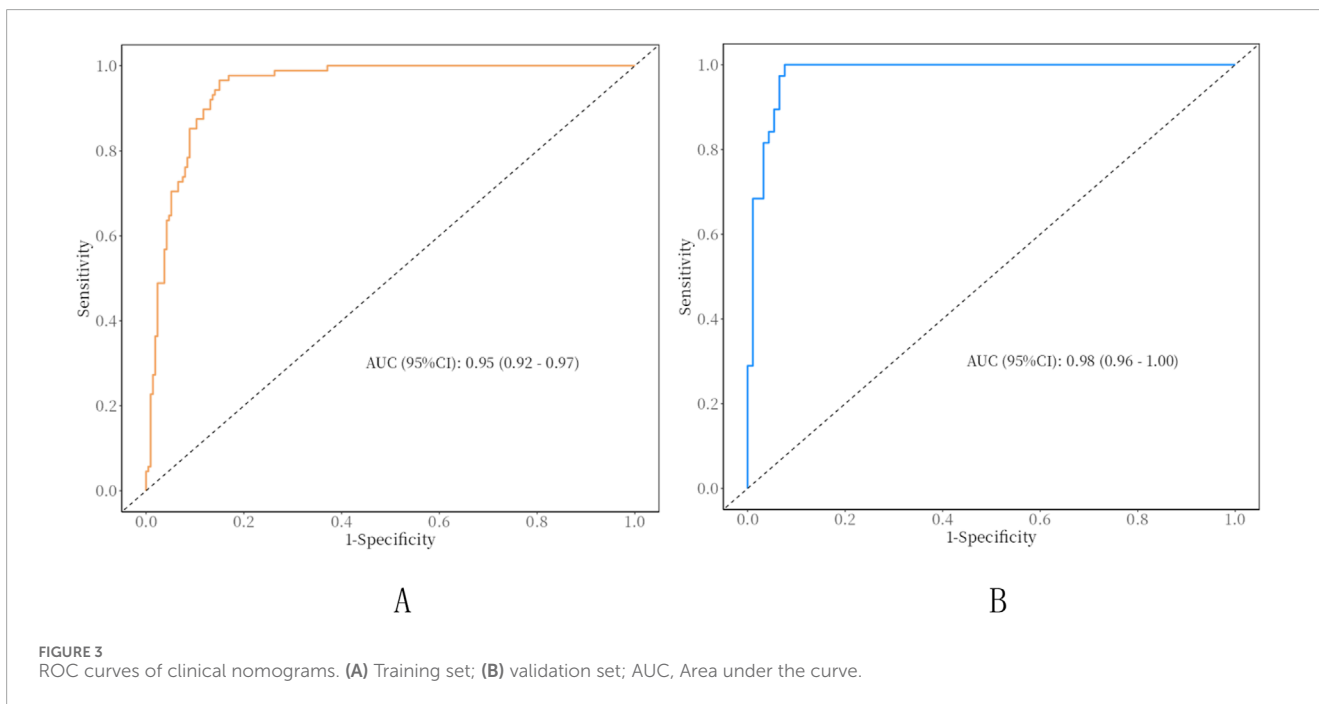 1.0
0.8
0.6
0.4
0.2
0.0
Sensitivity
AUC (95%CI): 0.95 (0.92 - 0.97)
0.0 0.2 0.4 0.6 0.8 1.0
1-Specificity
A
1.0
0.8
0.6
0.4
0.2
0.0
Sensitivity
AUC (95%CI): 0.98 (0.96 - 1.00)
0.0 0.2 0.4 0.6 0.8 1.0
1-Specificity
B
FIGURE 3
ROC curves of clinical nomograms. (A) Training set; (B) validation set; AUC, Area under the curve.